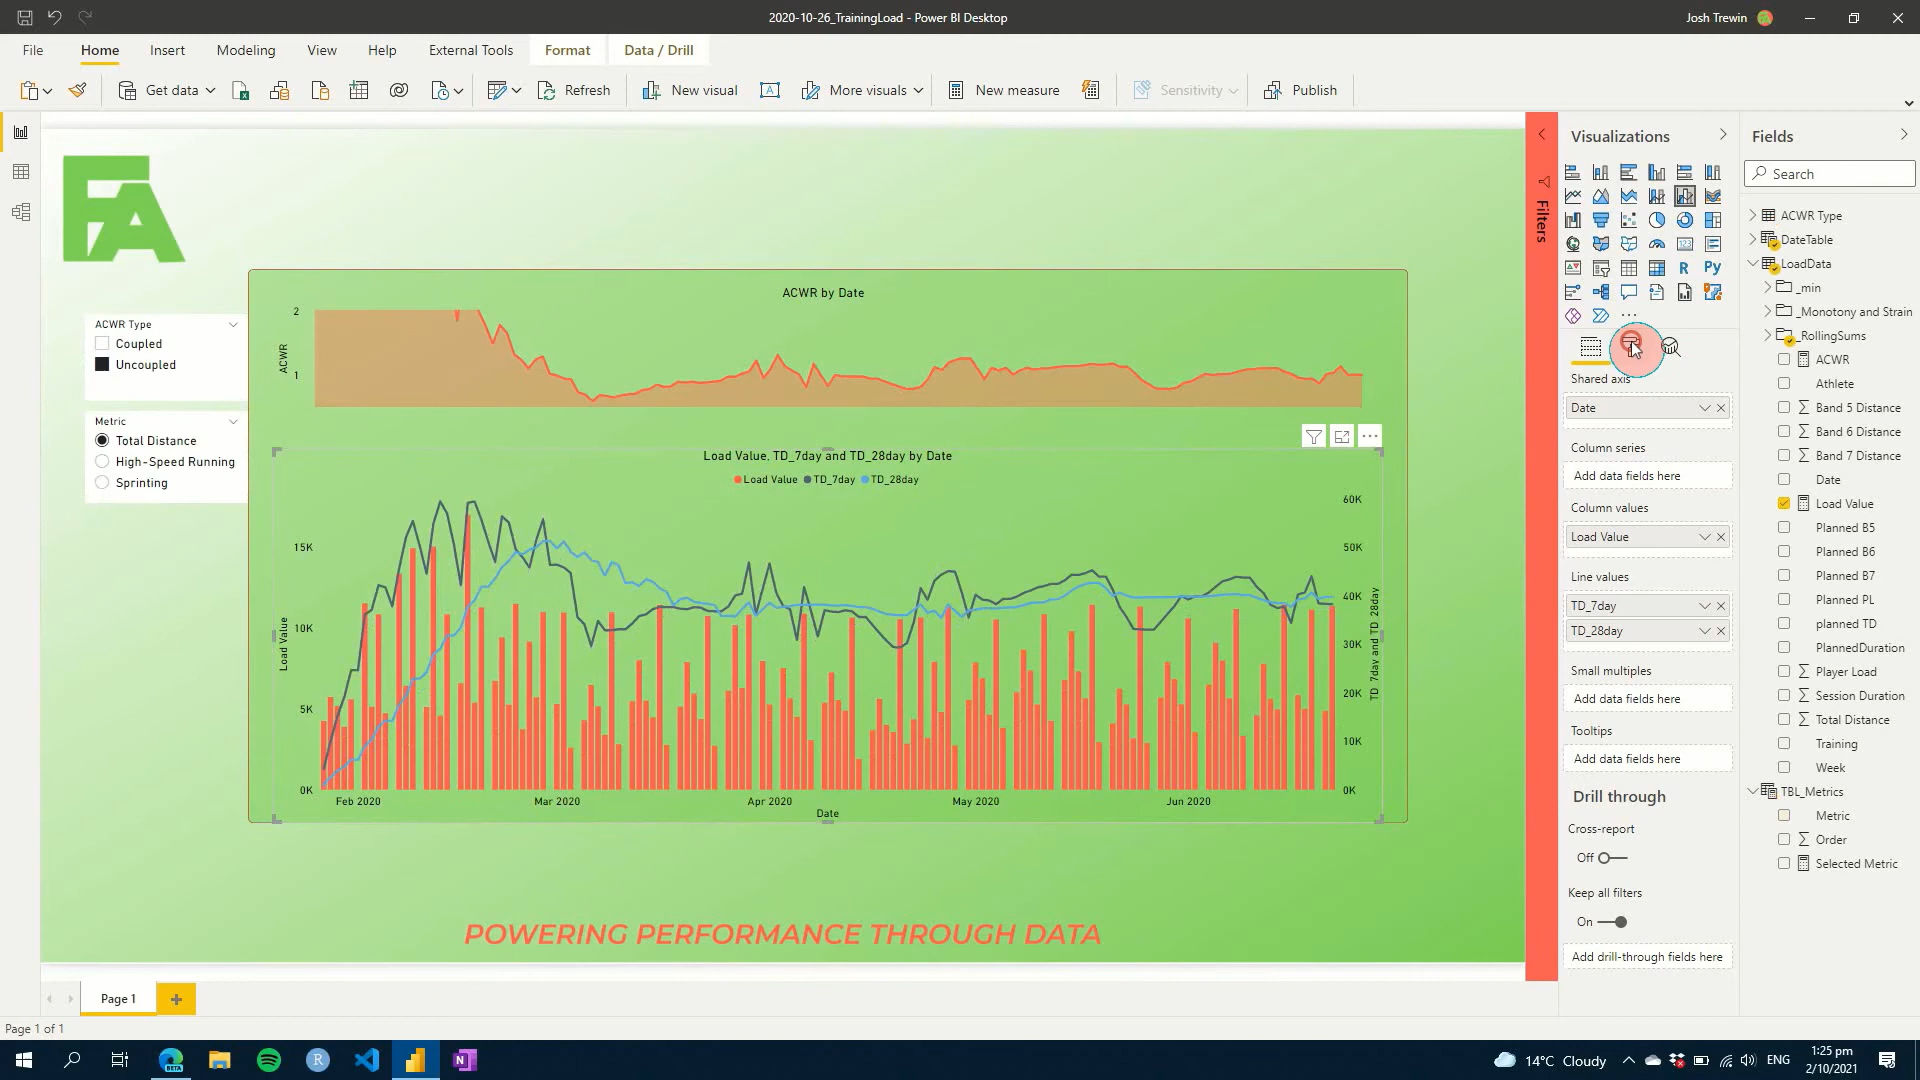 2020-10-26_TrainingLoad - Power BI Desktop
Josh Trewin
File
Home
Insert
Modeling
View
Help
External Tools
Format
Data / Drill
Get data
Refresh
New visual
More visuals
New measure
Sensitivity
Publish
FA
ACWR Type
Coupled
Uncoupled
Metric
Total Distance
High-Speed Running
Sprinting
ACWR by Date
ACWR
2
1
Load Value, TD_7day and TD_28day by Date
Load Value TD_7day TD_28day
Load Value
15K
10K
5K
0K
60K
50K
40K
30K
20K
10K
0K
TD_7day and TD_28day
Feb 2020 Mar 2020 Apr 2020 May 2020 Jun 2020
Date
POWERING PERFORMANCE THROUGH DATA
Filters
Visualizations
R
Py
123
Shared axis
Date
Column series
Add data fields here
Column values
Load Value
Line values
TD_7day
TD_28day
Small multiples
Add data fields here
Tooltips
Add data fields here
Drill through
Cross-report
Off
Keep all filters
On
Add drill-through fields here
Fields
Search
ACWR Type
DateTable
LoadData
_min
_Monotony and Strain
_RollingSums
ACWR
Athlete
Band 5 Distance
Band 6 Distance
Band 7 Distance
Date
Load Value
Planned B5
Planned B6
Planned B7
Planned PL
planned TD
PlannedDuration
Player Load
Session Duration
Total Distance
Training
Week
TBL_Metrics
Metric
Order
Selected Metric
Page 1
Page 1 of 1
BETA
R
N
14°C Cloudy
ENG
1:25 pm
2/10/2021